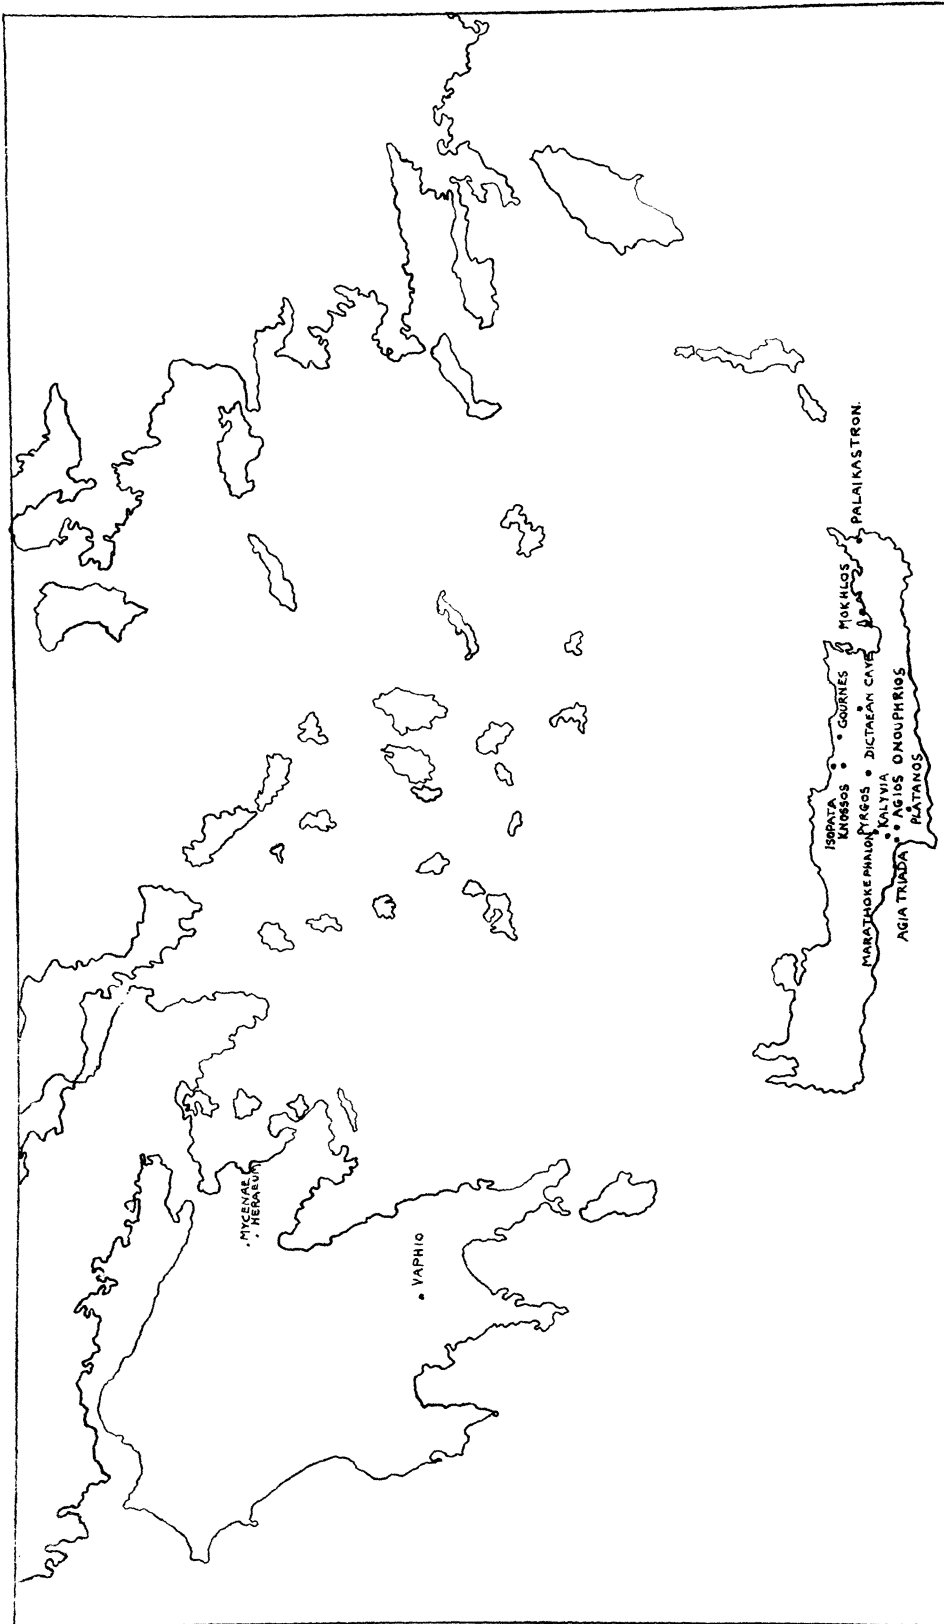 MYCENAE
HERAEUM
VAPHIO
ISOPATA
KNOSSOS
GOURNES
MOKHLOS
PALAIKASTRON.
PYRGOS
DICTAEAN CAVE
MARATHOKEPHALON
KALYVIA
AGIOS ONOUPHRIOS
AGIA TRIADA
PLATANOS